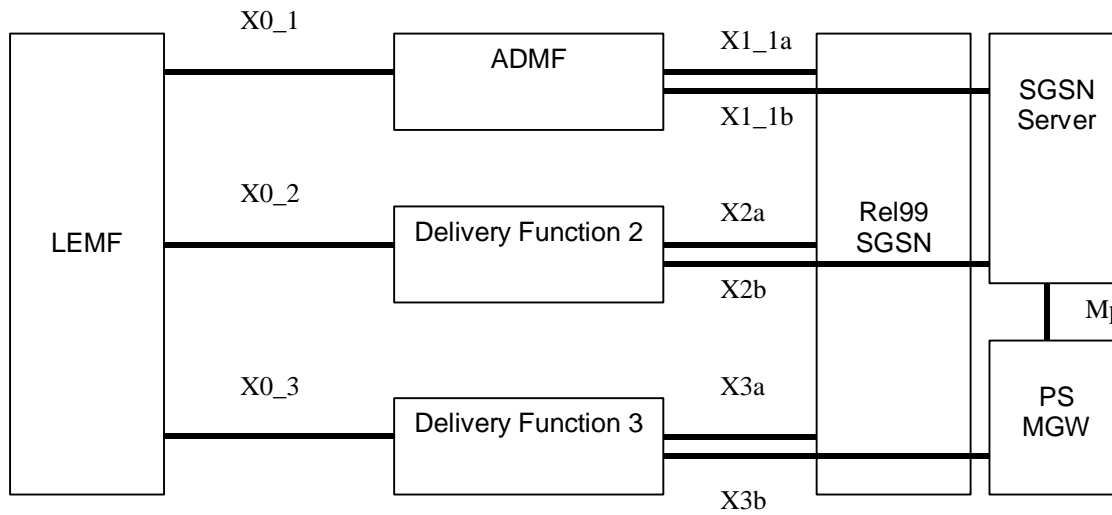 X0_1
X1_1a
ADMF
SGSN
Server
X1_1b
X0_2
X2a
Delivery Function 2
Rel99
SGSN
LEMF
X2b
Mp
X0_3
X3a
Delivery Function 3
PS
MGW
X3b